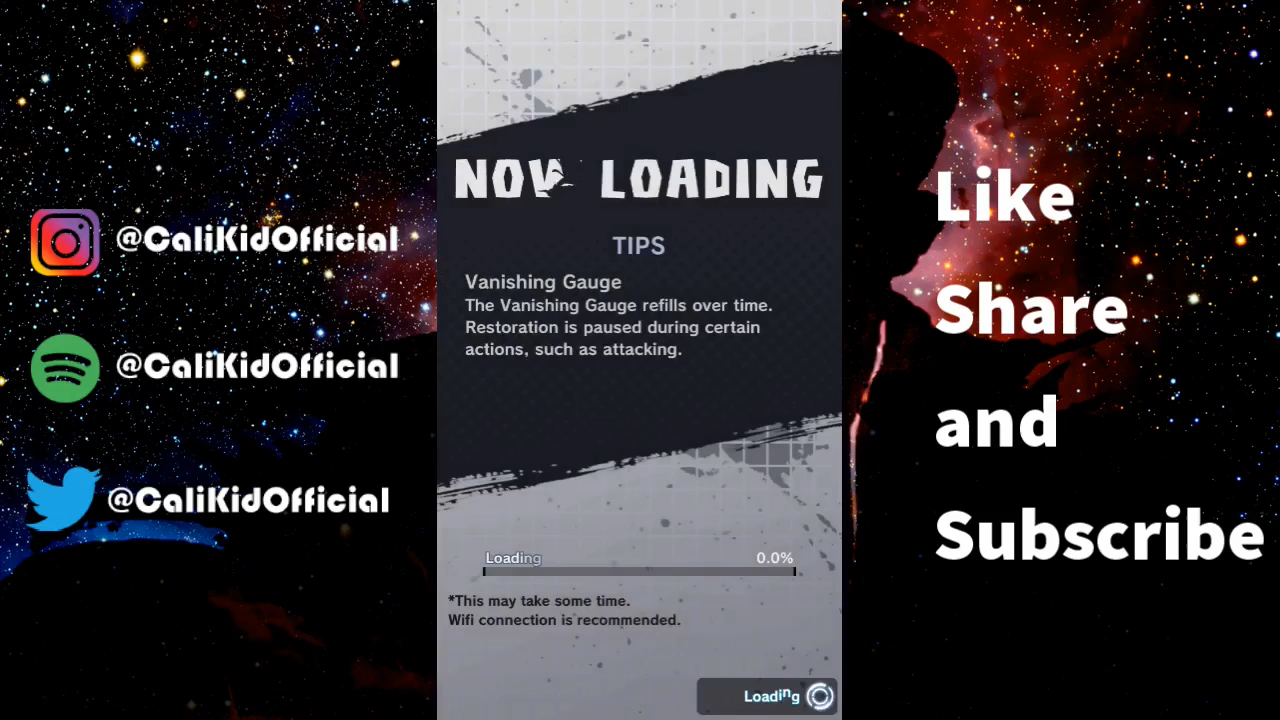 @CaliKidOfficial
@CaliKidOfficial
@CaliKidOfficial
NOW LOADING
TIPS
Vanishing Gauge
The Vanishing Gauge refills over time.
Restoration is paused during certain
actions, such as attacking.
Loading 0.0%
*This may take some time.
Wifi connection is recommended.
Loading
Like
Share
and
Subscribe